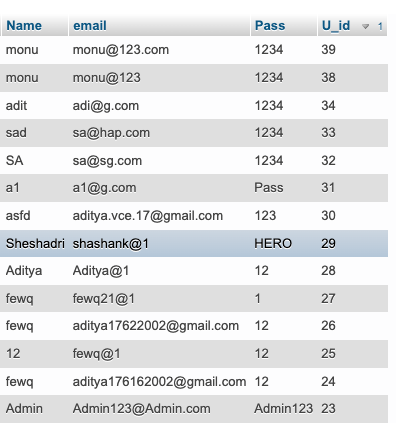 Name email Pass U_id 1
monu monu@123.com 1234 39
monu monu@123 1234 38
adit adi@g.com 1234 34
sad sa@hap.com 1234 33
SA sa@sg.com 1234 32
a1 a1@g.com Pass 31
asfd aditya.vce.17@gmail.com 123 30
Sheshadri shashank@1 HERO 29
Aditya Aditya@1 12 28
fewq fewq21@1 1 27
fewq aditya17622002@gmail.com 12 26
12 fewq@1 12 25
fewq aditya176162002@gmail.com 12 24
Admin Admin123@Admin.com Admin123 23